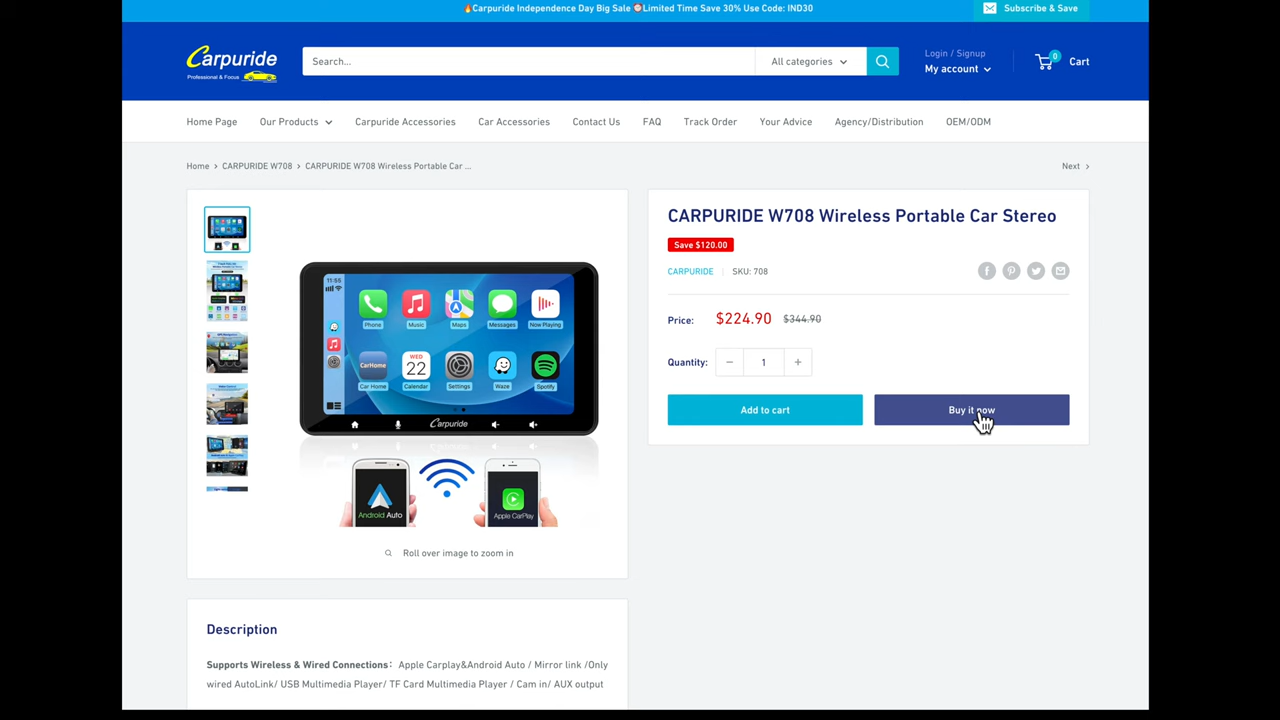 🔥Carpuride Independence Day Big Sale ⏰Limited Time Save 30% Use Code: IND30
Subscribe & Save
Carpuride
Professional & Focus
Search...
All categories
Login / Signup
My account
0
Cart
Home Page
Our Products
Carpuride Accessories
Car Accessories
Contact Us
FAQ
Track Order
Your Advice
Agency/Distribution
OEM/ODM
Home > CARPURIDE W708 > CARPURIDE W708 Wireless Portable Car ...
Next >
CARPURIDE W708 Wireless Portable Car Stereo
Save $120.00
CARPURIDE
SKU: 708
Price: $224.90 $344.90
Quantity: − 1 +
Add to cart
Buy it now
11:55
Phone
Music
Maps
Messages
Now Playing
CarHome
WED
22
Car Home
Calendar
Settings
Waze
Spotify
Carpuride
Android Auto
Apple CarPlay
Roll over image to zoom in
Description
Supports Wireless & Wired Connections： Apple Carplay&Android Auto / Mirror link /Only
wired AutoLink/ USB Multimedia Player/ TF Card Multimedia Player / Cam in/ AUX output